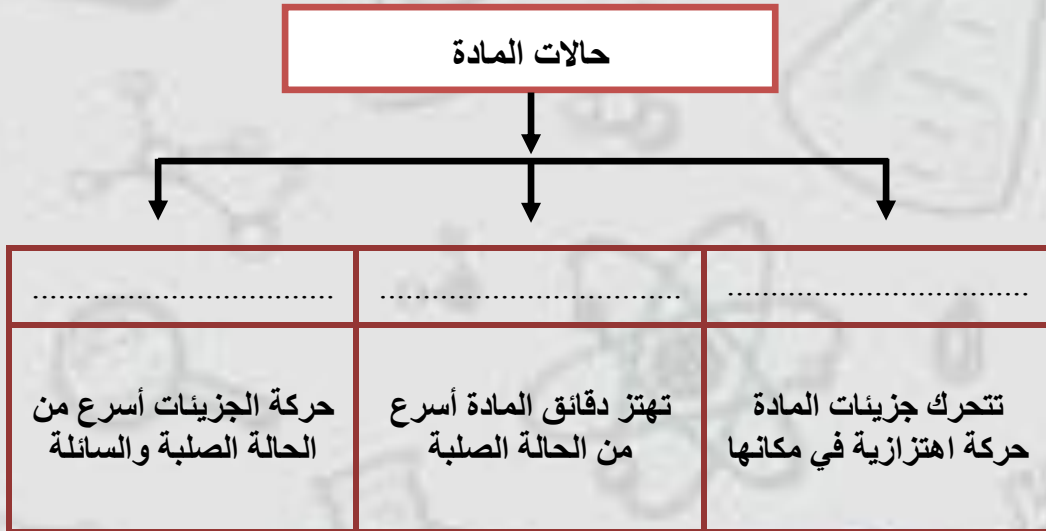 حالات المادة
................................
................................
................................
تتحرك جزيئات المادة
حركة اهتزازية في مكانها
تهتز دقائق المادة أسرع
من الحالة الصلبة
حركة الجزيئات أسرع من
الحالة الصلبة والسائلة